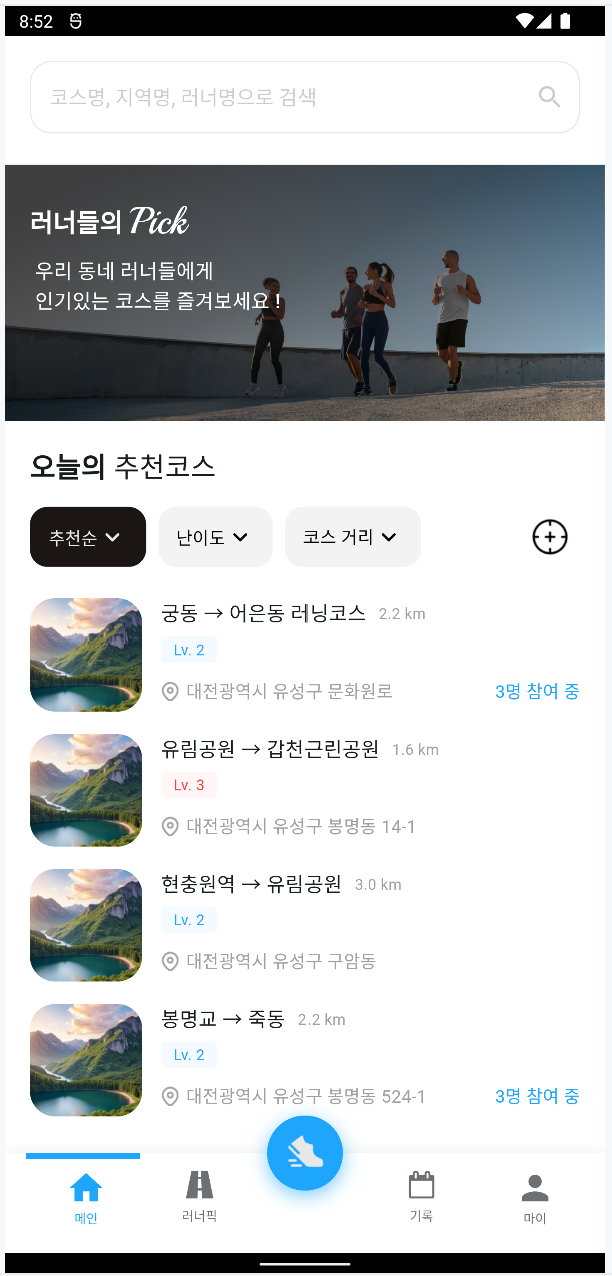 8:52
코스명, 지역명, 러너명으로 검색
러너들의 Pick
우리 동네 러너들에게
인기있는 코스를 즐겨보세요 !
오늘의 추천코스
추천순 난이도 코스 거리
궁동 → 어은동 러닝코스 2.2 km
Lv. 2
대전광역시 유성구 문화원로 3명 참여 중
유림공원 → 갑천근린공원 1.6 km
Lv. 3
대전광역시 유성구 봉명동 14-1
현충원역 → 유림공원 3.0 km
Lv. 2
대전광역시 유성구 구암동
봉명교 → 죽동 2.2 km
Lv. 2
대전광역시 유성구 봉명동 524-1 3명 참여 중
메인 러너픽 기록 마이